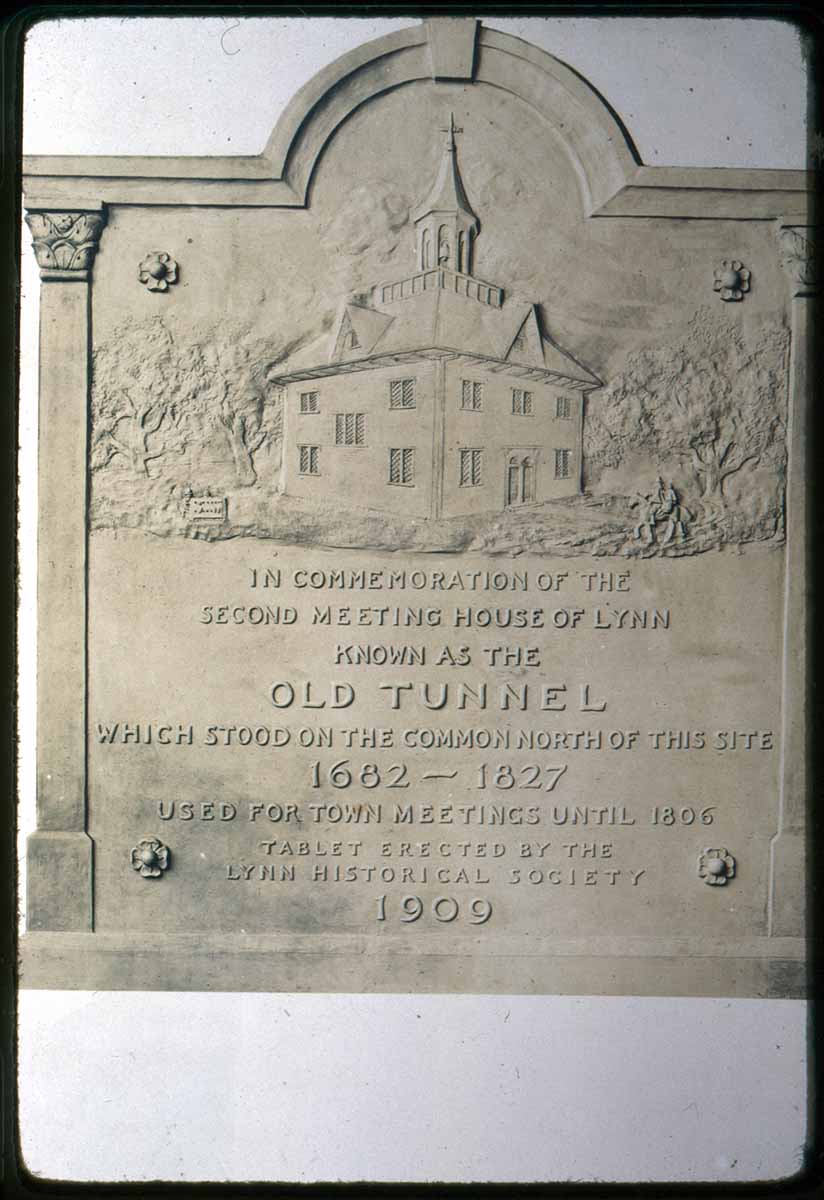 IN COMMEMORATION OF THE
SECOND MEETING HOUSE OF LYNN
KNOWN AS THE
OLD TUNNEL
WHICH STOOD ON THE COMMON NORTH OF THIS SITE
1682 — 1827
USED FOR TOWN MEETINGS UNTIL 1806
TABLET ERECTED BY THE
LYNN HISTORICAL SOCIETY
1909